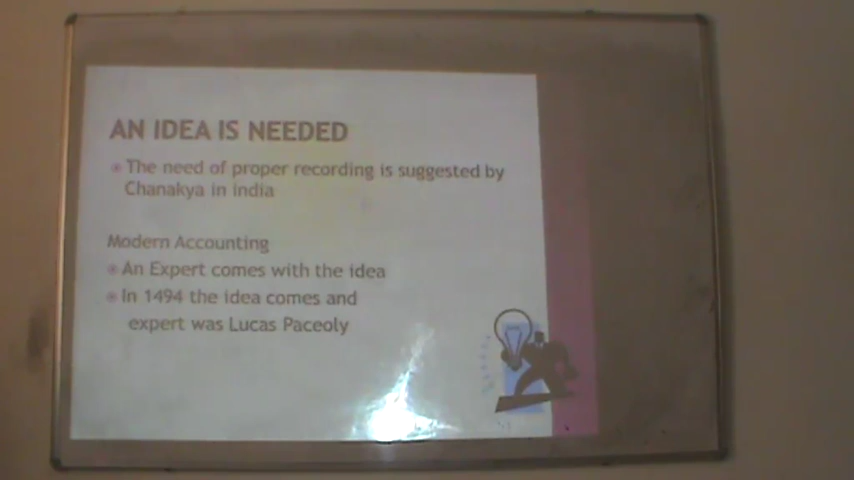 AN IDEA IS NEEDED
The need of proper recording is suggested by
Chanakya in india
Modern Accounting
An Expert comes with the idea
In 1494 the idea comes and
expert was Lucas Paceoly